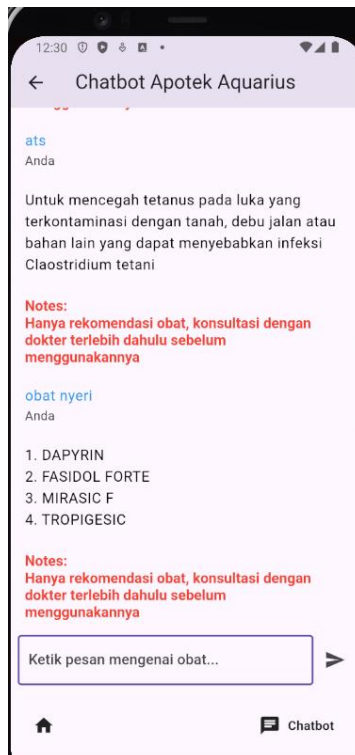 12:30
Chatbot Apotek Aquarius
ats
Anda
Untuk mencegah tetanus pada luka yang
terkontaminasi dengan tanah, debu jalan atau
bahan lain yang dapat menyebabkan infeksi
Claostridium tetani
Notes:
Hanya rekomendasi obat, konsultasi dengan
dokter terlebih dahulu sebelum
menggunakannya
obat nyeri
Anda
1. DAPYRIN
2. FASIDOL FORTE
3. MIRASIC F
4. TROPIGESIC
Notes:
Hanya rekomendasi obat, konsultasi dengan
dokter terlebih dahulu sebelum
menggunakannya
Ketik pesan mengenai obat...
Chatbot